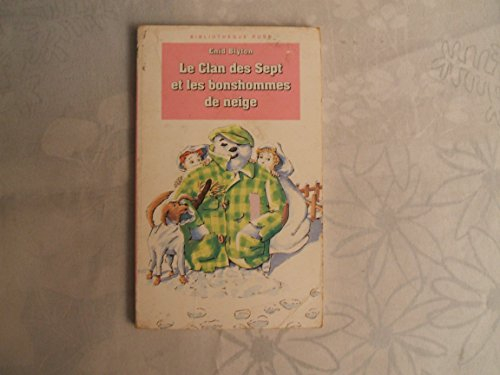 BIBLIOTHÈQUE ROSE
Enid Blyton
Le Clan des Sept
et les bonshommes
de neige